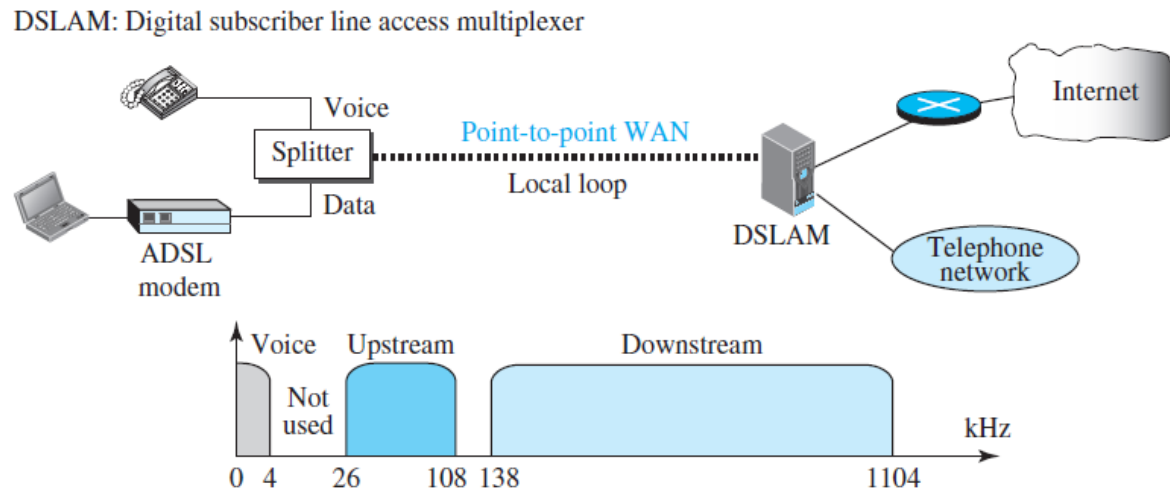 DSLAM: Digital subscriber line access multiplexer
Internet
Voice
Point-to-point WAN
Splitter
Local loop
Data
DSLAM
ADSL
modem
Telephone
network
Voice
Upstream
Downstream
Not
used
kHz
0 4 26 108 138 1104